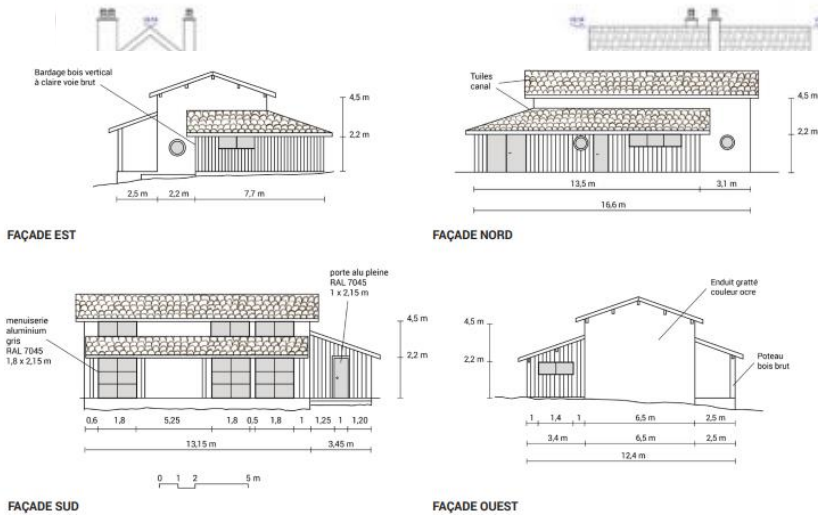 Bardage bois vertical
à claire voie brut
4,5 m
2,2 m
2,5 m
2,2 m
7,7 m
FAÇADE EST
Tuiles
canal
4,5 m
2,2 m
13,5 m
3,1 m
16,6 m
FAÇADE NORD
menuiserie
aluminium
gris
RAL 7045
1,8 x 2,15 m
porte alu pleine
RAL 7045
1 x 2,15 m
4,5 m
2,2 m
0,6 1,8 5,25 1,8 0,5 1,8 1 1,25 1 1,20
13,15 m
3,45 m
0 1 2 5 m
FAÇADE SUD
Enduit gratté
couleur ocre
4,5 m
2,2 m
Poteau
bois brut
1 1,4 1 6,5 m 2,5 m
3,4 m 6,5 m 2,5 m
12,4 m
FAÇADE OUEST